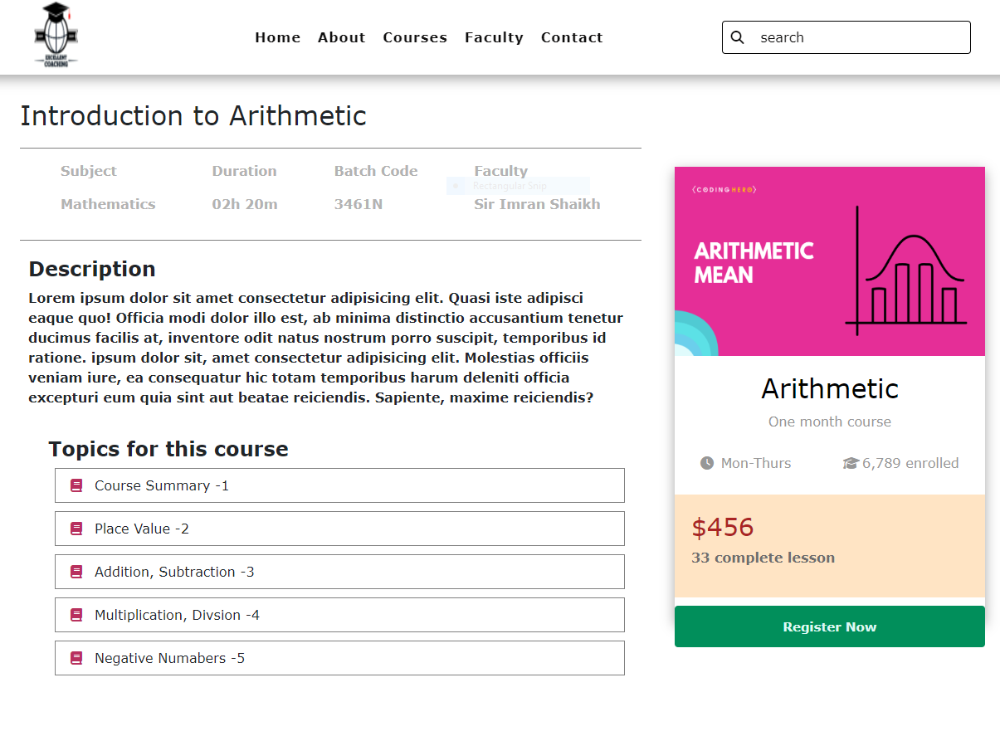 EXCELLENT
COACHING
Home About Courses Faculty Contact
search
Introduction to Arithmetic
Subject Duration Batch Code Faculty
Rectangular Snip
Mathematics 02h 20m 3461N Sir Imran Shaikh
Description
Lorem ipsum dolor sit amet consectetur adipisicing elit. Quasi iste adipisci
eaque quo! Officia modi dolor illo est, ab minima distinctio accusantium tenetur
ducimus facilis at, inventore odit natus nostrum porro suscipit, temporibus id
ratione. ipsum dolor sit, amet consectetur adipisicing elit. Molestias officiis
veniam iure, ea consequatur hic totam temporibus harum deleniti officia
excepturi eum quia sint aut beatae reiciendis. Sapiente, maxime reiciendis?
Topics for this course
Course Summary -1
Place Value -2
Addition, Subtraction -3
Multiplication, Divsion -4
Negative Numabers -5
CODINGHERO
ARITHMETIC
MEAN
Arithmetic
One month course
Mon-Thurs 6,789 enrolled
$456
33 complete lesson
Register Now